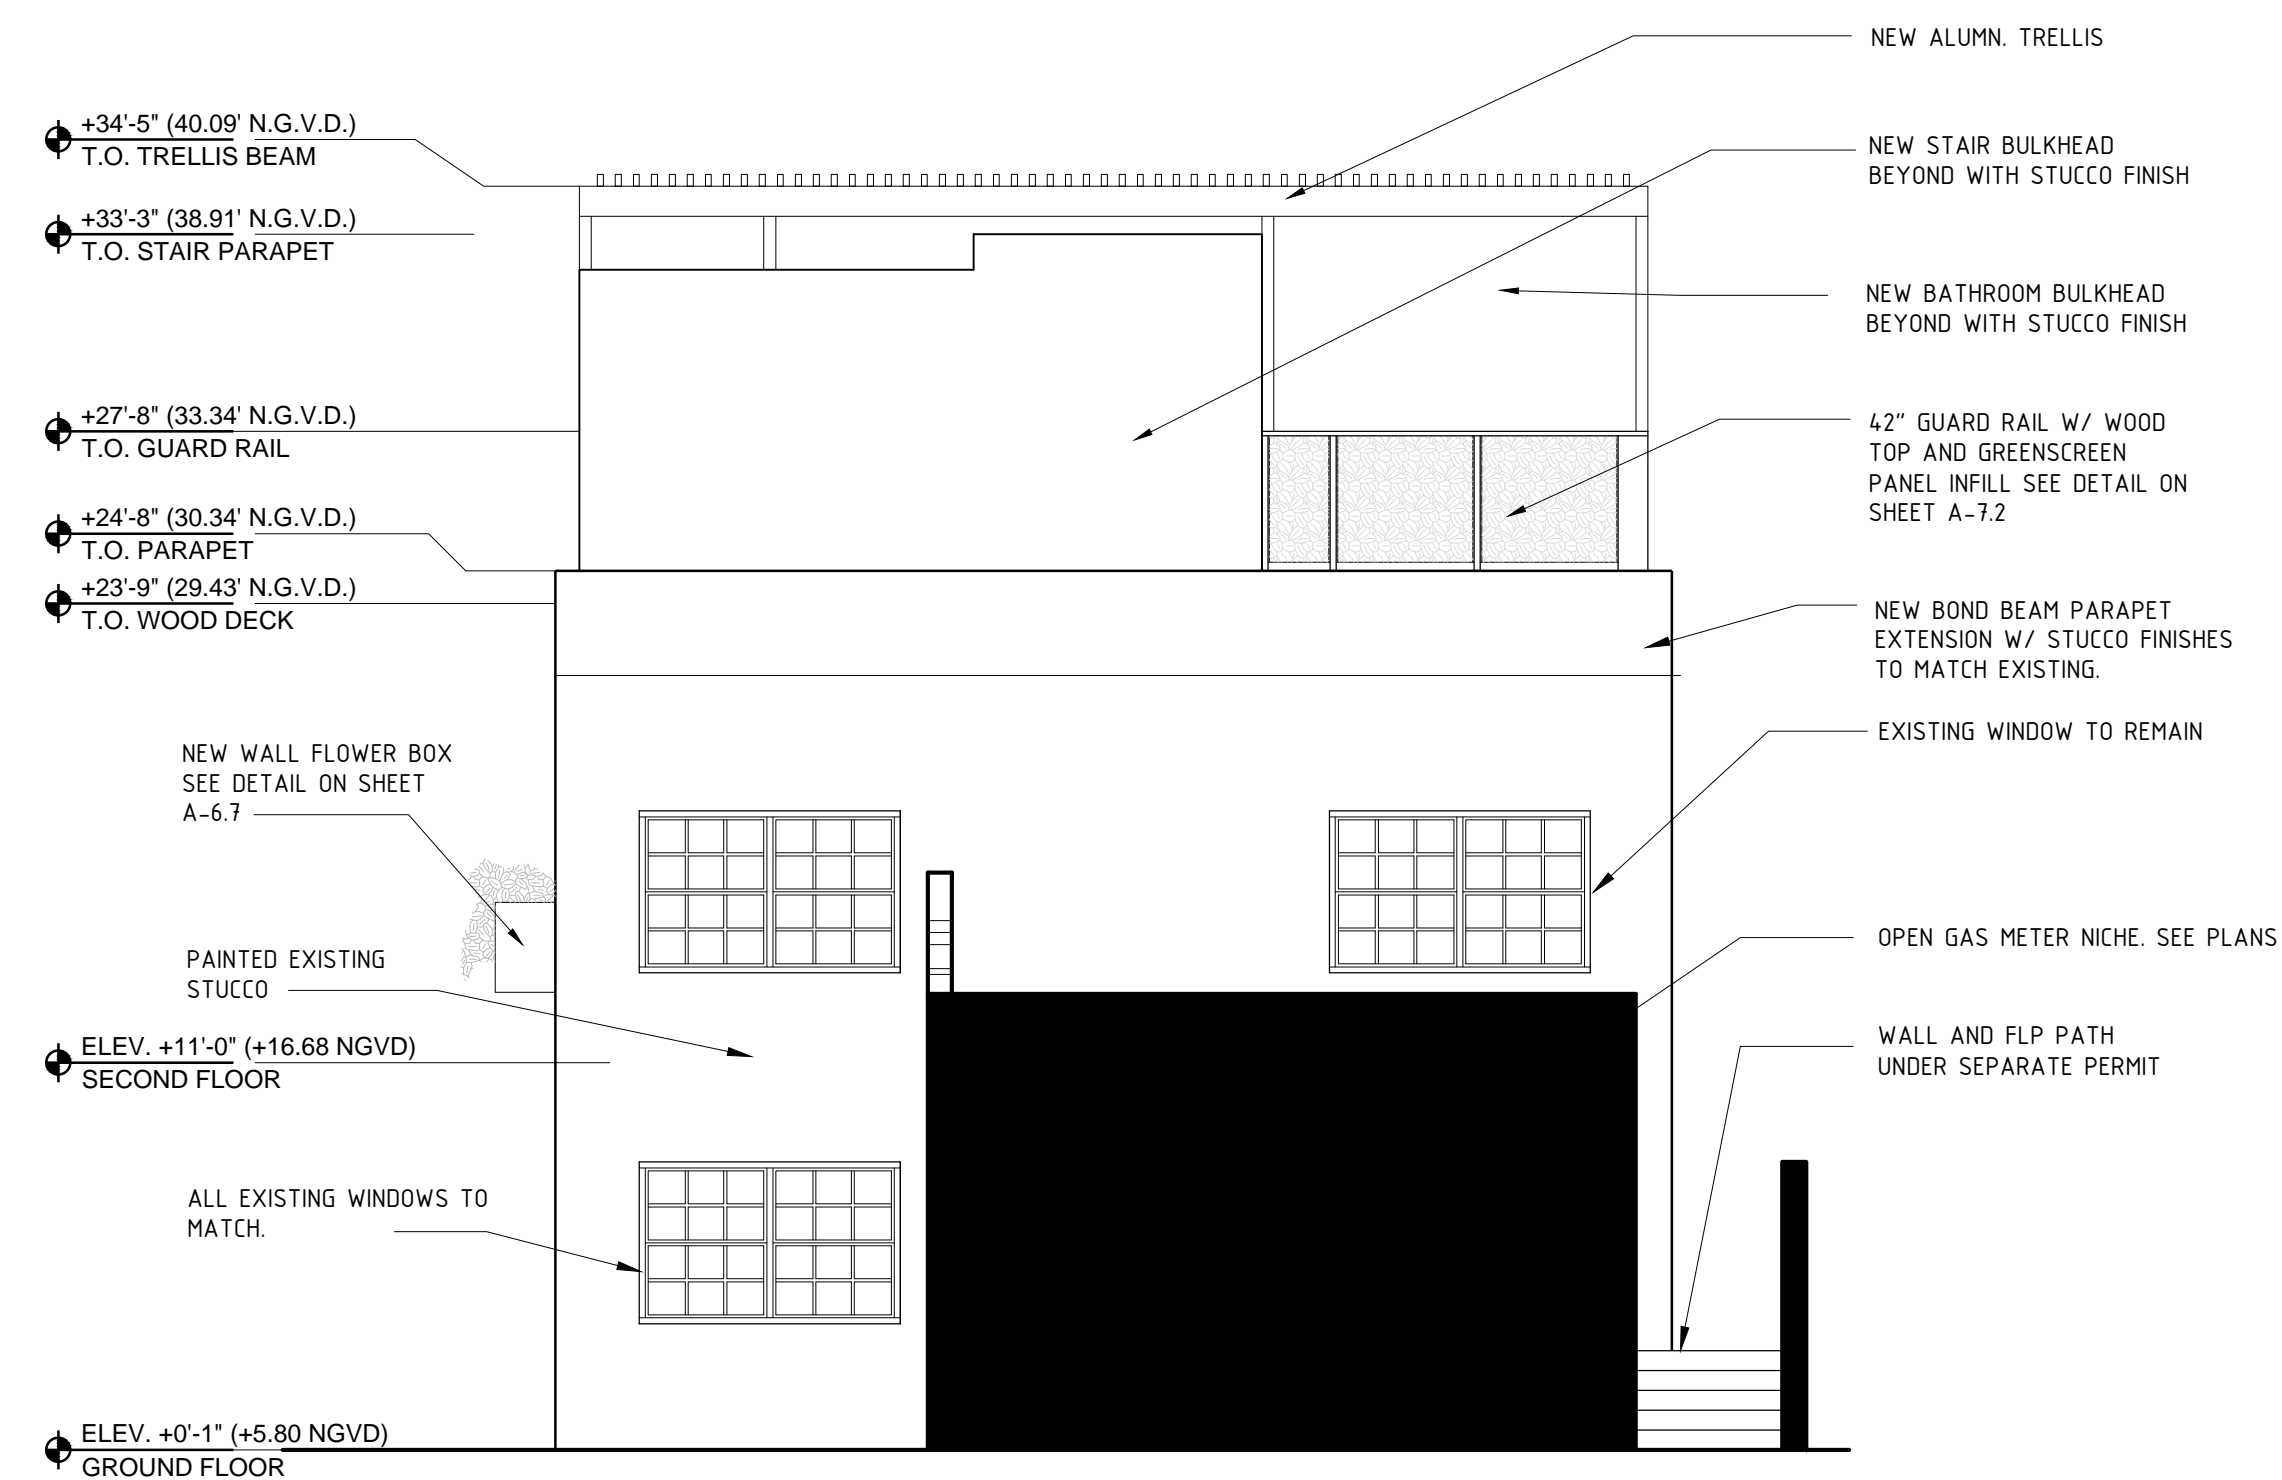 NEW ALUMN. TRELLIS
+34'-5" (40.09' N.G.V.D.)
T.O. TRELLIS BEAM
NEW STAIR BULKHEAD
BEYOND WITH STUCCO FINISH
+33'-3" (38.91' N.G.V.D.)
T.O. STAIR PARAPET
NEW BATHROOM BULKHEAD
BEYOND WITH STUCCO FINISH
+27'-8" (33.34' N.G.V.D.)
T.O. GUARD RAIL
42" GUARD RAIL W/ WOOD
TOP AND GREENSCREEN
PANEL INFILL SEE DETAIL ON
SHEET A-7.2
+24'-8" (30.34' N.G.V.D.)
T.O. PARAPET
+23'-9" (29.43' N.G.V.D.)
T.O. WOOD DECK
NEW BOND BEAM PARAPET
EXTENSION W/ STUCCO FINISHES
TO MATCH EXISTING.
EXISTING WINDOW TO REMAIN
NEW WALL FLOWER BOX
SEE DETAIL ON SHEET
A-6.7
OPEN GAS METER NICHE. SEE PLANS
PAINTED EXISTING
STUCCO
WALL AND FLP PATH
UNDER SEPARATE PERMIT
ELEV. +11'-0" (+16.68 NGVD)
SECOND FLOOR
ALL EXISTING WINDOWS TO
MATCH.
ELEV. +0'-1" (+5.80 NGVD)
GROUND FLOOR